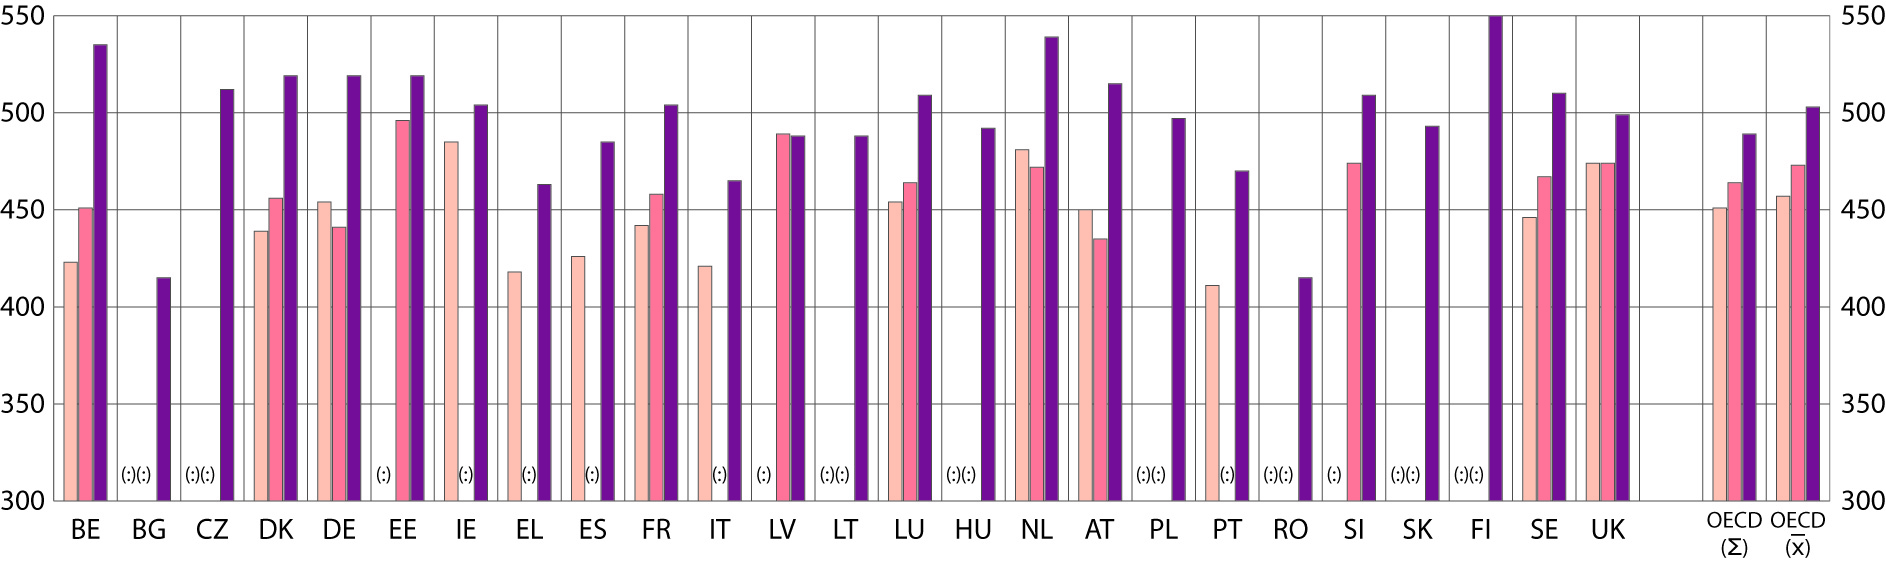 550 550
500 500
450 450
400 400
350 350
(:)(:) (:)(:) (:) (:) (:) (:) (:) (:) (:)(:) (:)(:) (:)(:) (:) (:)(:) (:) (:)(:) (:)(:)
300 300
BE BG CZ DK DE EE IE EL ES FR IT LV LT LU HU NL AT PL PT RO SI SK FI SE UK OECD OECD
(Σ) (x̅)